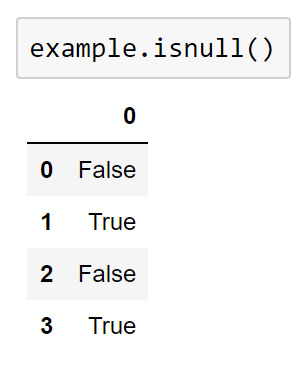 example.isnull()
0
0 False
1 True
2 False
3 True